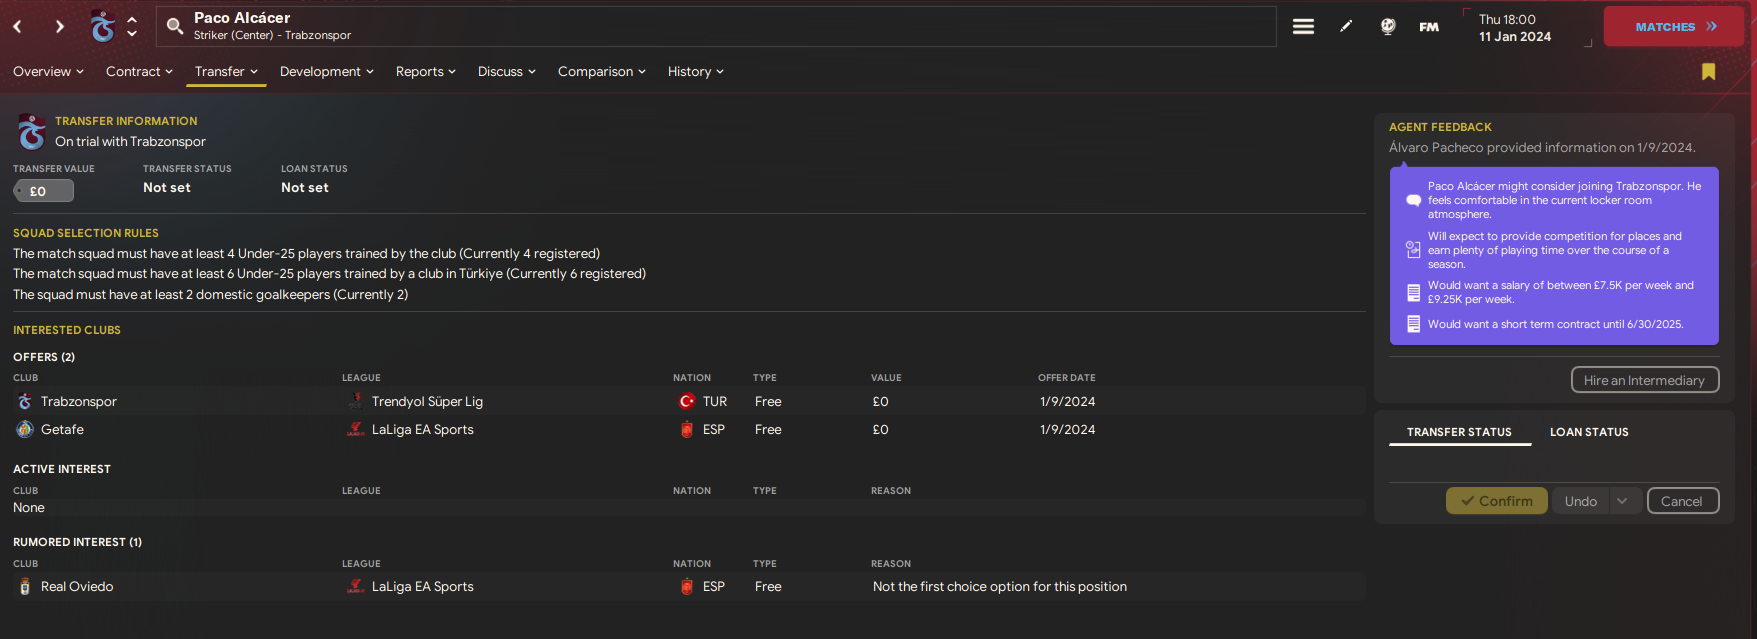 Paco Alcácer
Striker (Center) - Trabzonspor
FM
Thu 18:00
11 Jan 2024
MATCHES
Overview
Contract
Transfer
Development
Reports
Discuss
Comparison
History
TRANSFER INFORMATION
On trial with Trabzonspor
TRANSFER VALUE TRANSFER STATUS LOAN STATUS
£0 Not set Not set
SQUAD SELECTION RULES
The match squad must have at least 4 Under-25 players trained by the club (Currently 4 registered)
The match squad must have at least 6 Under-25 players trained by a club in Türkiye (Currently 6 registered)
The squad must have at least 2 domestic goalkeepers (Currently 2)
INTERESTED CLUBS
OFFERS (2)
CLUB LEAGUE NATION TYPE VALUE OFFER DATE
Trabzonspor Trendyol Süper Lig TUR Free £0 1/9/2024
Getafe LaLiga EA Sports ESP Free £0 1/9/2024
ACTIVE INTEREST
CLUB LEAGUE NATION TYPE REASON
None
RUMORED INTEREST (1)
CLUB LEAGUE NATION TYPE REASON
Real Oviedo LaLiga EA Sports ESP Free Not the first choice option for this position
AGENT FEEDBACK
Álvaro Pacheco provided information on 1/9/2024.
Paco Alcácer might consider joining Trabzonspor. He
feels comfortable in the current locker room
atmosphere.
Will expect to provide competition for places and
earn plenty of playing time over the course of a
season.
Would want a salary of between £7.5K per week and
£9.25K per week.
Would want a short term contract until 6/30/2025.
Hire an Intermediary
TRANSFER STATUS LOAN STATUS
Confirm Undo Cancel